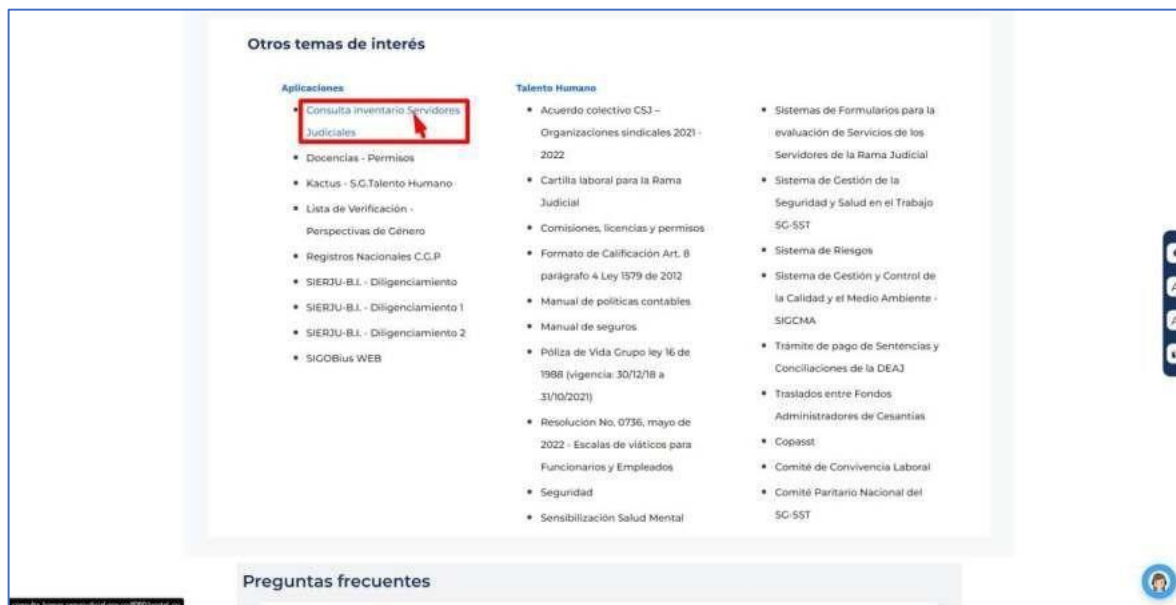 Otros temas de interés
Aplicaciones
Consulta inventario Servidores
Judiciales
Docencias - Permisos
Kactus - S.G.Talento Humano
Lista de Verificación -
Perspectivas de Género
Registros Nacionales C.G.P
SIERJU-B.I. - Diligenciamiento
SIERJU-B.I. - Diligenciamiento 1
SIERJU-B.I. - Diligenciamiento 2
SIGOBius WEB
Talento Humano
Acuerdo colectivo CSJ –
Organizaciones sindicales 2021 -
2022
Cartilla laboral para la Rama
Judicial
Comisiones, licencias y permisos
Formato de Calificación Art. 8
parágrafo 4 Ley 1579 de 2012
Manual de políticas contables
Manual de seguros
Póliza de Vida Grupo ley 16 de
1988 (vigencia: 30/12/18 a
31/10/2021)
Resolución No. 0736, mayo de
2022 - Escalas de viáticos para
Funcionarios y Empleados
Seguridad
Sensibilización Salud Mental
Sistemas de Formularios para la
evaluación de Servicios de los
Servidores de la Rama Judicial
Sistema de Gestión de la
Seguridad y Salud en el Trabajo
SG-SST
Sistema de Riesgos
Sistema de Gestión y Control de
la Calidad y el Medio Ambiente -
SIGCMA
Trámite de pago de Sentencias y
Conciliaciones de la DEAJ
Traslados entre Fondos
Administradores de Cesantías
Copasst
Comité de Convivencia Laboral
Comité Paritario Nacional del
SG-SST
Preguntas frecuentes